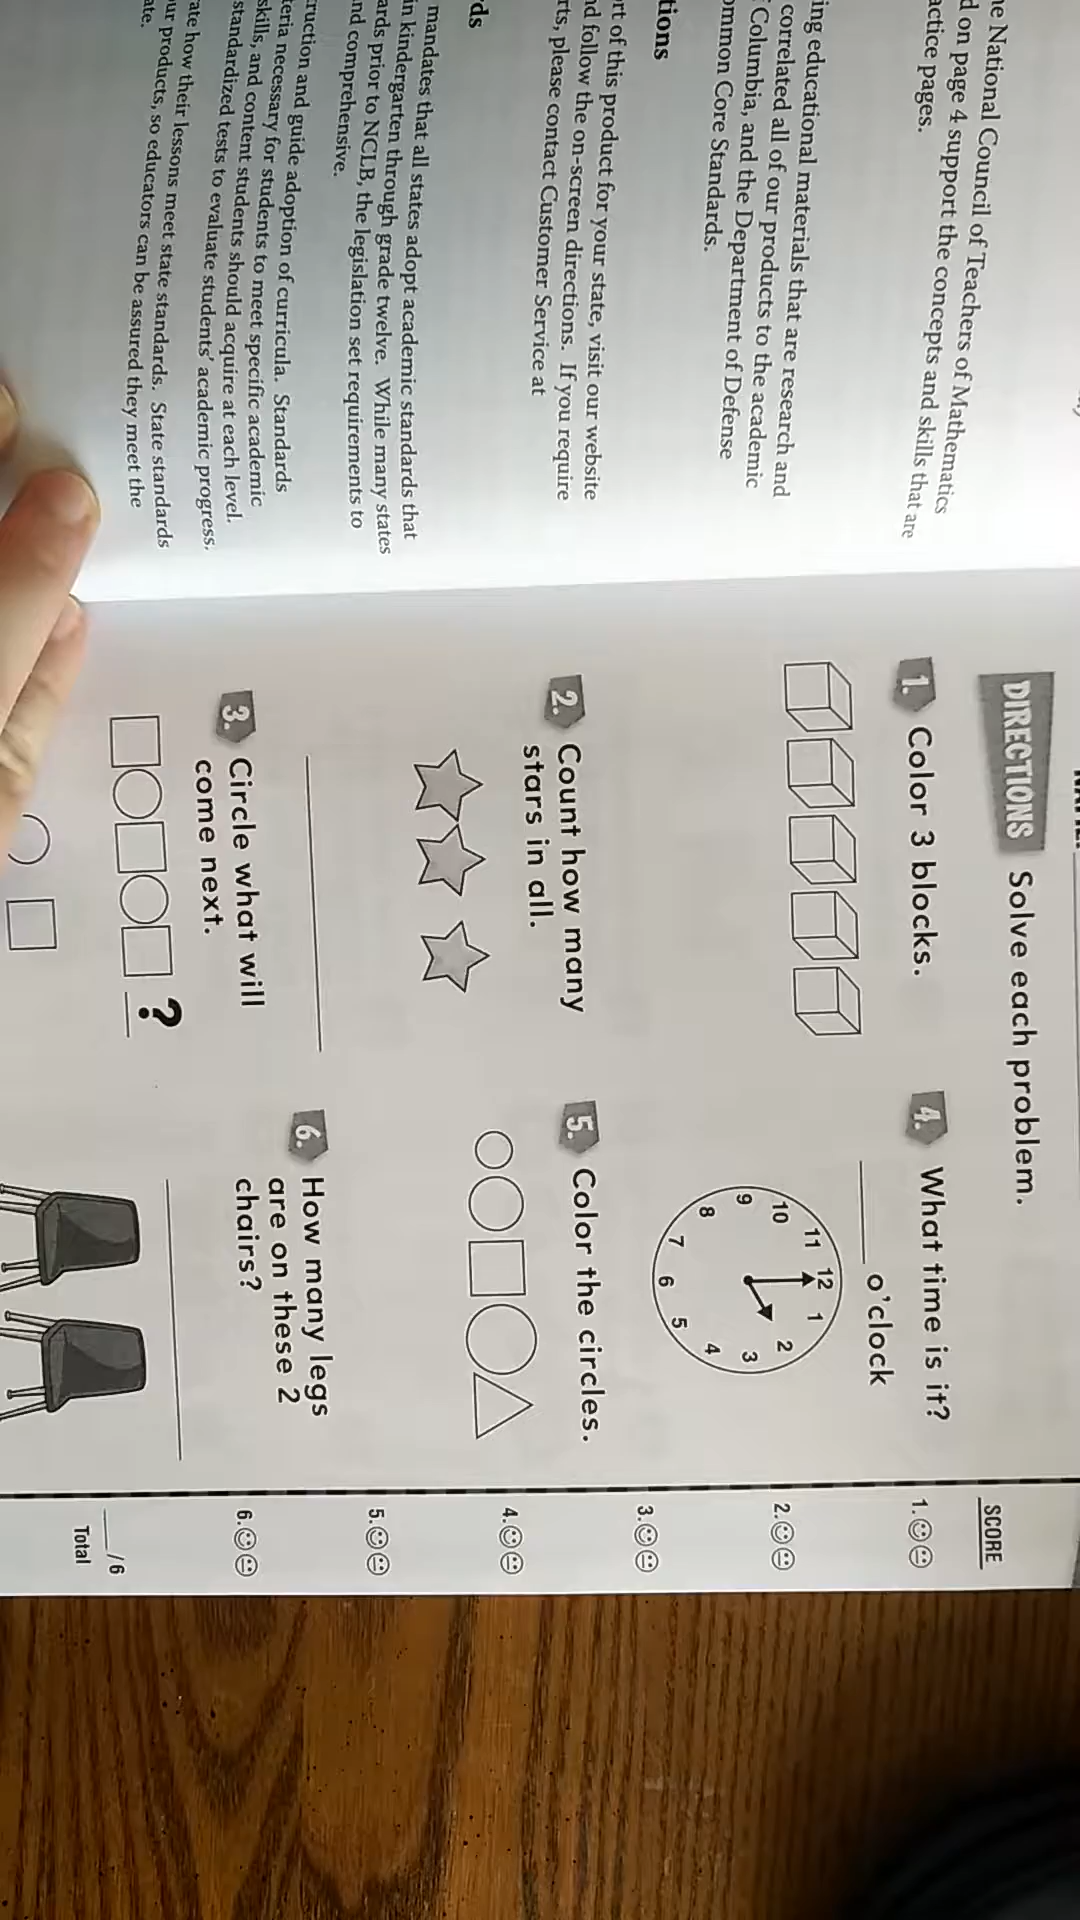 he National Council of Teachers of Mathematics
d on page 4 support the concepts and skills that are
actice pages.
ing educational materials that are research and
correlated all of our products to the academic
Columbia, and the Department of Defense
ommon Core Standards.
tions
rt of this product for your state, visit our website
nd follow the on-screen directions. If you require
rts, please contact Customer Service at
rds
mandates that all states adopt academic standards that
in kindergarten through grade twelve. While many states
ards prior to NCLB, the legislation set requirements to
nd comprehensive.
ruction and guide adoption of curricula. Standards
teria necessary for students to meet specific academic
skills, and content students should acquire at each level.
standardized tests to evaluate students' academic progress.
ate how their lessons meet state standards. State standards
ur products, so educators can be assured they meet the
ate.
DIRECTIONS Solve each problem.
1. Color 3 blocks.
2. Count how many
stars in all.
3. Circle what will
come next.
?
4. What time is it?
____ o'clock
11 12 1
10 2
9 3
8 4
7 6 5
5. Color the circles.
6. How many legs
are on these 2
chairs?
SCORE
1.
2.
3.
4.
5.
6.
___ / 6
Total